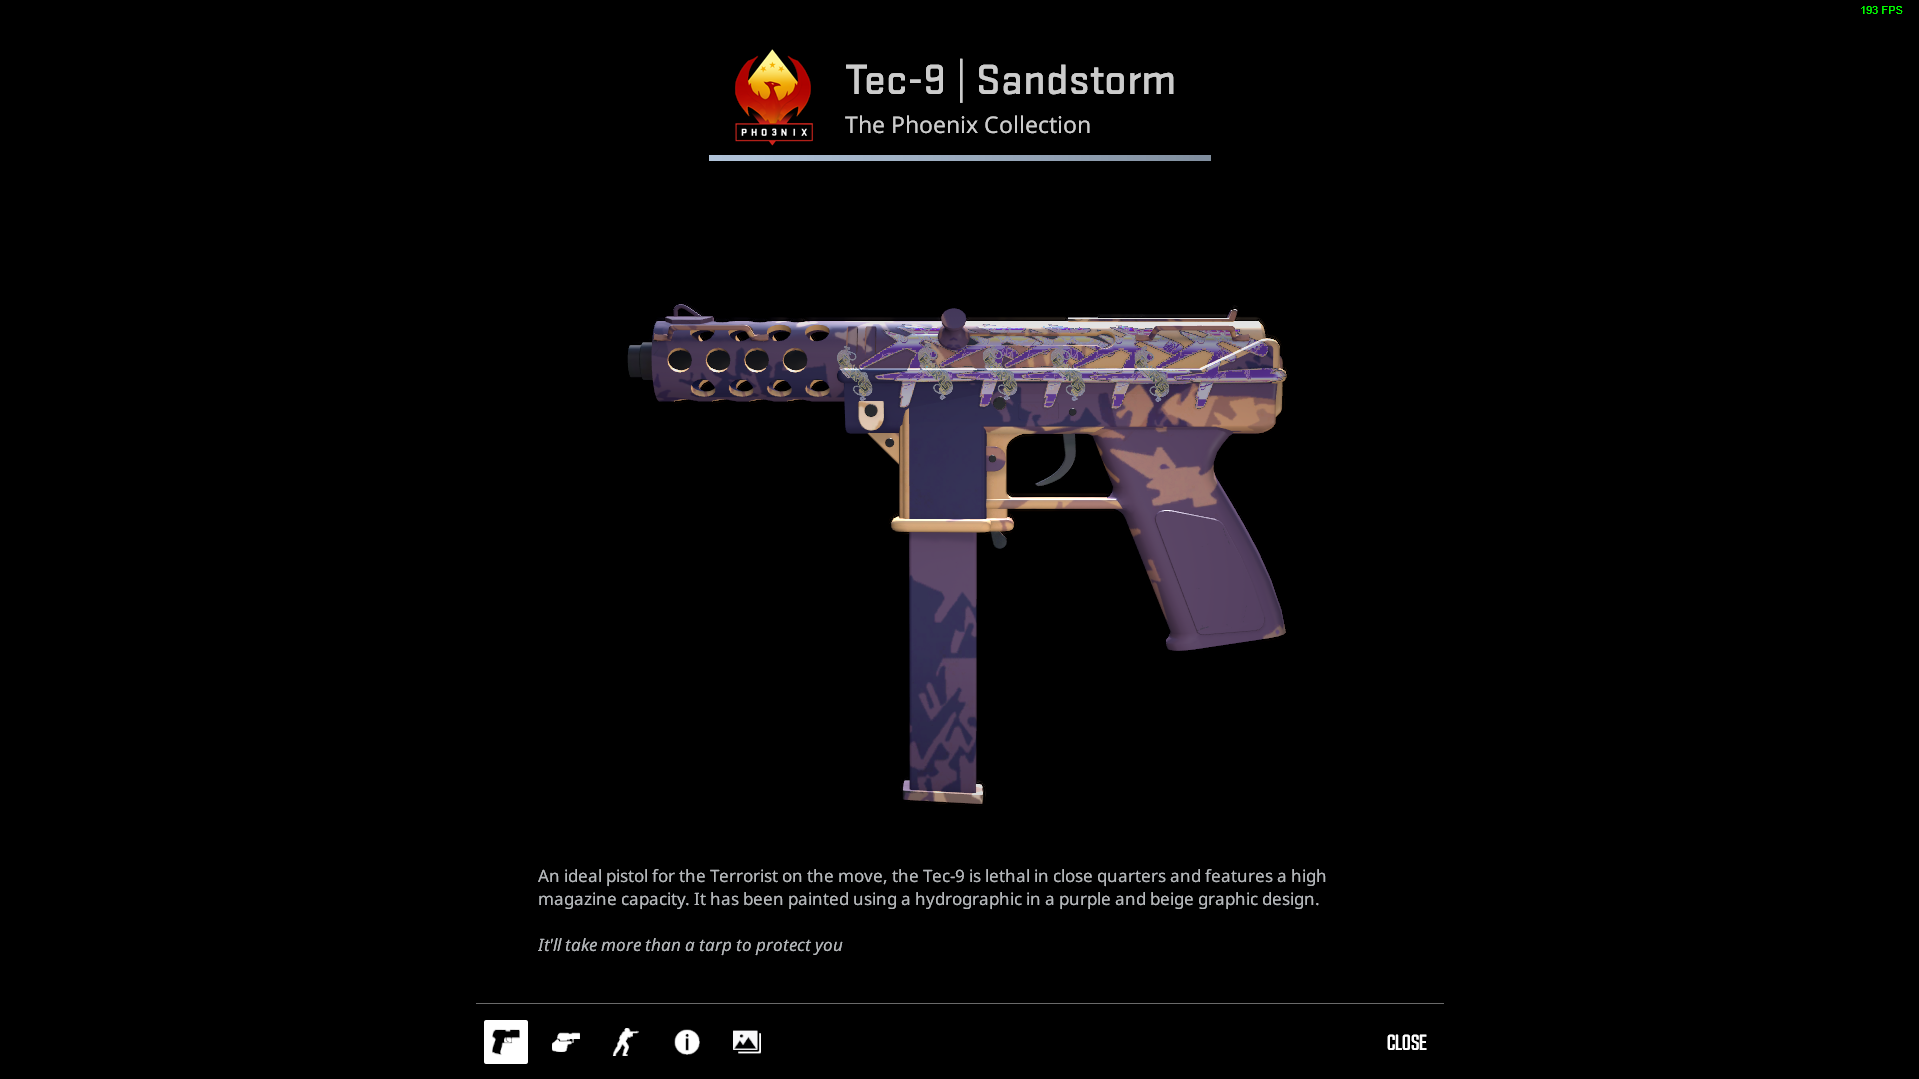 193 FPS
PHO3NIX
Tec-9 | Sandstorm
The Phoenix Collection
An ideal pistol for the Terrorist on the move, the Tec-9 is lethal in close quarters and features a high
magazine capacity. It has been painted using a hydrographic in a purple and beige graphic design.
It'll take more than a tarp to protect you
CLOSE